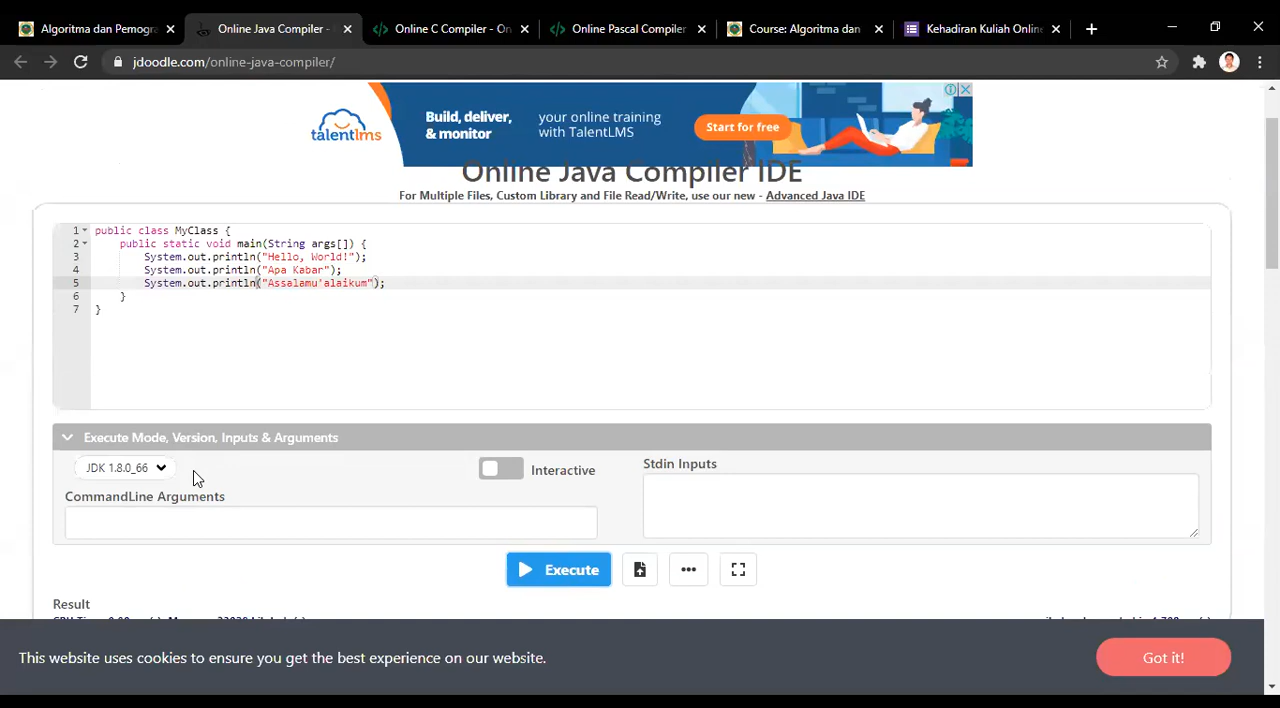 Algoritma dan Pemogra
Online Java Compiler -
Online C Compiler - On
Online Pascal Compiler
Course: Algoritma dan
Kehadiran Kuliah Online
jdoodle.com/online-java-compiler/
talentlms
Build, deliver,
& monitor
your online training
with TalentLMS
Start for free
Online Java Compiler IDE
For Multiple Files, Custom Library and File Read/Write, use our new - Advanced Java IDE
1 public class MyClass {
2 public static void main(String args[]) {
3 System.out.println("Hello, World!");
4 System.out.println("Apa Kabar");
5 System.out.println("Assalamu'alaikum");
6 }
7 }
Execute Mode, Version, Inputs & Arguments
JDK 1.8.0_66
Interactive
Stdin Inputs
CommandLine Arguments
Execute
Result
This website uses cookies to ensure you get the best experience on our website.
Got it!